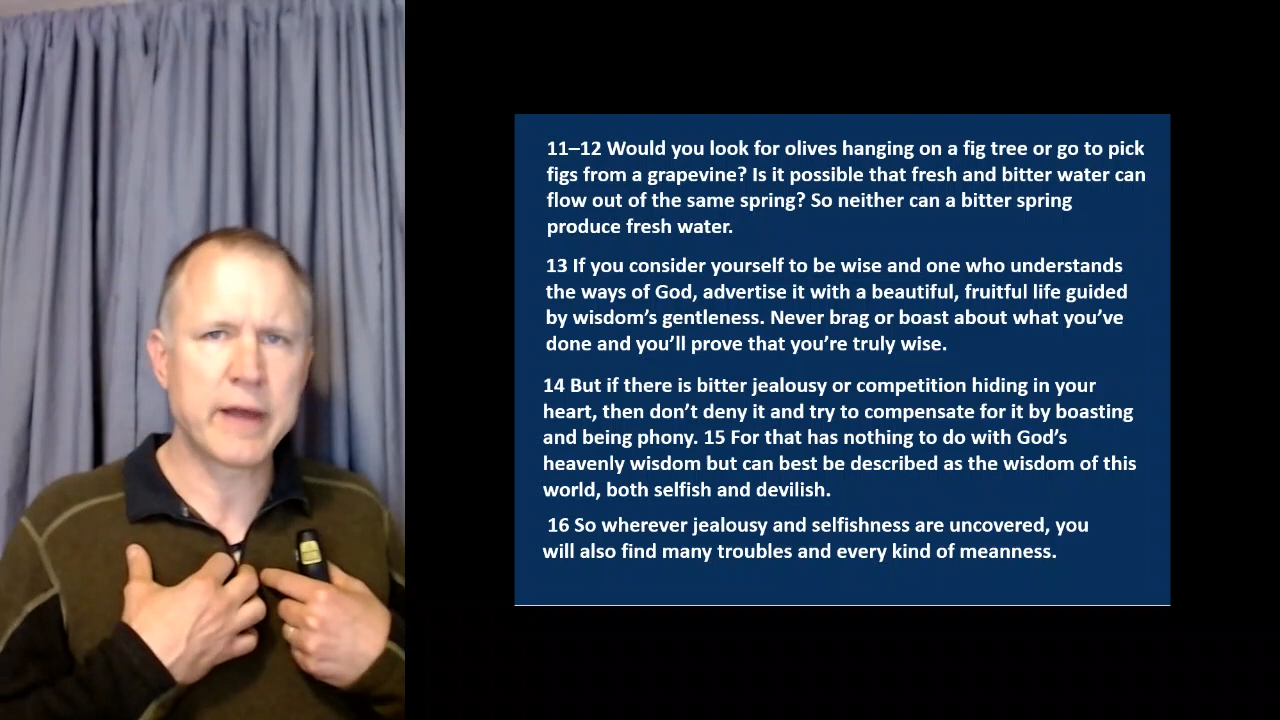 11–12 Would you look for olives hanging on a fig tree or go to pick
figs from a grapevine? Is it possible that fresh and bitter water can
flow out of the same spring? So neither can a bitter spring
produce fresh water.
13 If you consider yourself to be wise and one who understands
the ways of God, advertise it with a beautiful, fruitful life guided
by wisdom’s gentleness. Never brag or boast about what you’ve
done and you’ll prove that you’re truly wise.
14 But if there is bitter jealousy or competition hiding in your
heart, then don’t deny it and try to compensate for it by boasting
and being phony. 15 For that has nothing to do with God’s
heavenly wisdom but can best be described as the wisdom of this
world, both selfish and devilish.
16 So wherever jealousy and selfishness are uncovered, you
will also find many troubles and every kind of meanness.